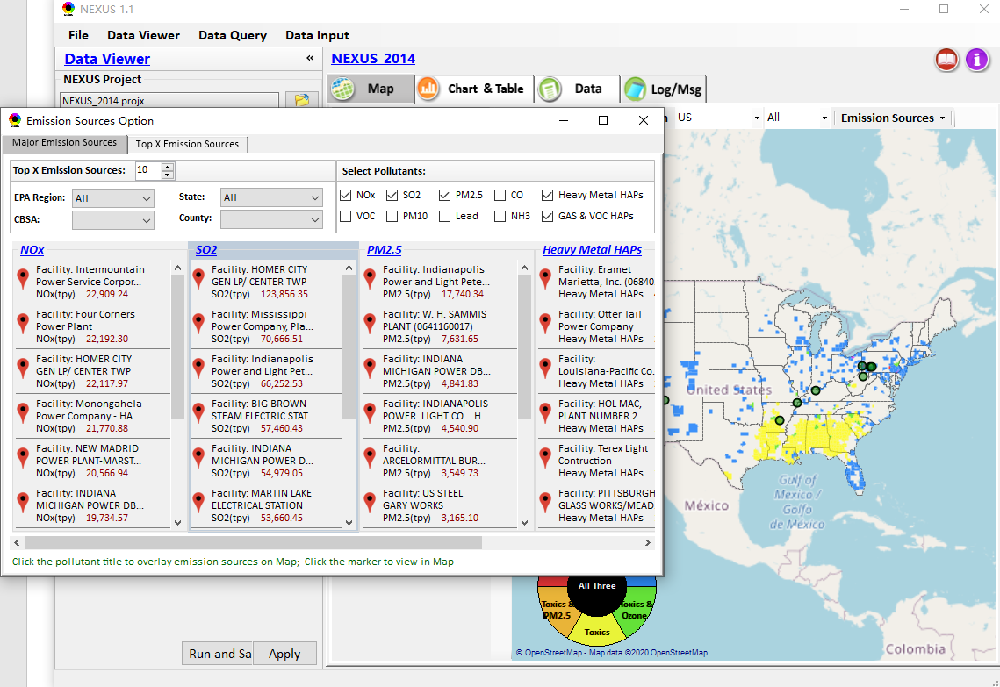 NEXUS 1.1
File Data Viewer Data Query Data Input
Data Viewer «
NEXUS Project
NEXUS_2014.projx
NEXUS_2014
Map Chart & Table Data Log/Msg
US All Emission Sources
Emission Sources Option
Major Emission Sources Top X Emission Sources
Top X Emission Sources: 10
EPA Region: All State: All
CBSA: County:
Select Pollutants:
NOx SO2 PM2.5 CO Heavy Metal HAPs
VOC PM10 Lead NH3 GAS & VOC HAPs
NOx
Facility: Intermountain
Power Service Corpor...
NOx(tpy) 22,909.24
Facility: Four Corners
Power Plant
NOx(tpy) 22,192.30
Facility: HOMER CITY
GEN LP/ CENTER TWP
NOx(tpy) 22,117.97
Facility: Monongahela
Power Company - HA...
NOx(tpy) 21,770.88
Facility: NEW MADRID
POWER PLANT-MARST...
NOx(tpy) 20,566.94
Facility: INDIANA
MICHIGAN POWER DB...
NOx(tpy) 19,734.57
SO2
Facility: HOMER CITY
GEN LP/ CENTER TWP
SO2(tpy) 123,856.35
Facility: Mississippi
Power Company, Pla...
SO2(tpy) 70,666.51
Facility: Indianapolis
Power and Light Pet...
SO2(tpy) 66,252.53
Facility: BIG BROWN
STEAM ELECTRIC STAT...
SO2(tpy) 57,460.43
Facility: INDIANA
MICHIGAN POWER D...
SO2(tpy) 54,979.05
Facility: MARTIN LAKE
ELECTRICAL STATION
SO2(tpy) 53,660.45
PM2.5
Facility: Indianapolis
Power and Light Pete...
PM2.5(tpy) 17,740.34
Facility: W. H. SAMMIS
PLANT (0641160017)
PM2.5(tpy) 7,631.65
Facility: INDIANA
MICHIGAN POWER DB...
PM2.5(tpy) 4,841.83
Facility: INDIANAPOLIS
POWER LIGHT CO H...
PM2.5(tpy) 4,540.90
Facility:
ARCELORMITTAL BUR...
PM2.5(tpy) 3,549.73
Facility: US STEEL
GARY WORKS
PM2.5(tpy) 3,165.10
Heavy Metal HAPs
Facility: Eramet
Marietta, Inc. (06840
Heavy Metal HAPs
Facility: Otter Tail
Power Company
Heavy Metal HAPs
Facility:
Louisiana-Pacific Co.
Heavy Metal HAPs
Facility: HOL MAC,
PLANT NUMBER 2
Heavy Metal HAPs
Facility: Terex Light
Contruction
Heavy Metal HAPs
Facility: PITTSBURGH
GLASS WORKS/MEAD
Heavy Metal HAPs
Click the pollutant title to overlay emission sources on Map; Click the marker to view in Map
United States
Gulf of
Mexico /
Golfo
de México
México
Colombia
All Three
Toxics &
PM2.5
Toxics
Toxics &
Ozone
© OpenStreetMap - Map data ©2020 OpenStreetMap
Run and Sa Apply